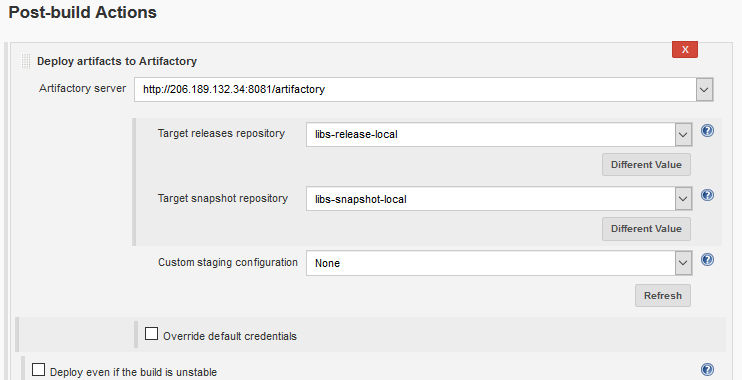 Post-build Actions
X
Deploy artifacts to Artifactory
Artifactory server http://206.189.132.34:8081/artifactory
Target releases repository libs-release-local ?
Different Value
Target snapshot repository libs-snapshot-local ?
Different Value
Custom staging configuration None ?
Refresh
Override default credentials
Deploy even if the build is unstable ?